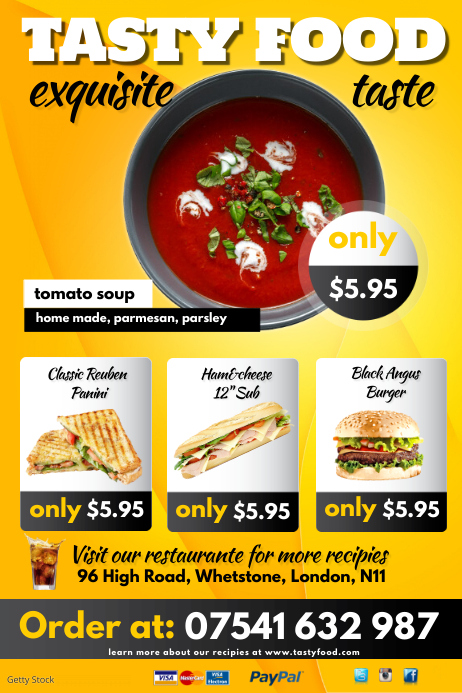 TASTY FOOD
exquisite taste
only
$5.95
tomato soup
home made, parmesan, parsley
Classic Reuben
Panini
only $5.95
Ham&cheese
12" Sub
only $5.95
Black Angus
Burger
only $5.95
Visit our restaurante for more recipies
96 High Road, Whetstone, London, N11
Order at: 07541 632 987
learn more about our recipies at www.tastyfood.com
Getty Stock
VISA MasterCard VISA Electron PayPal